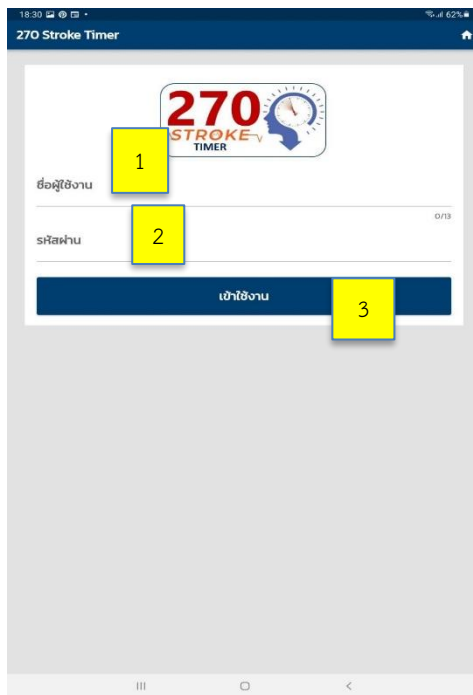 18:30 62%
270 Stroke Timer
270
STROKE
TIMER
1
ชื่อผู้ใช้งาน
0/13
รหัสผ่าน 2
เข้าใช้งาน
3